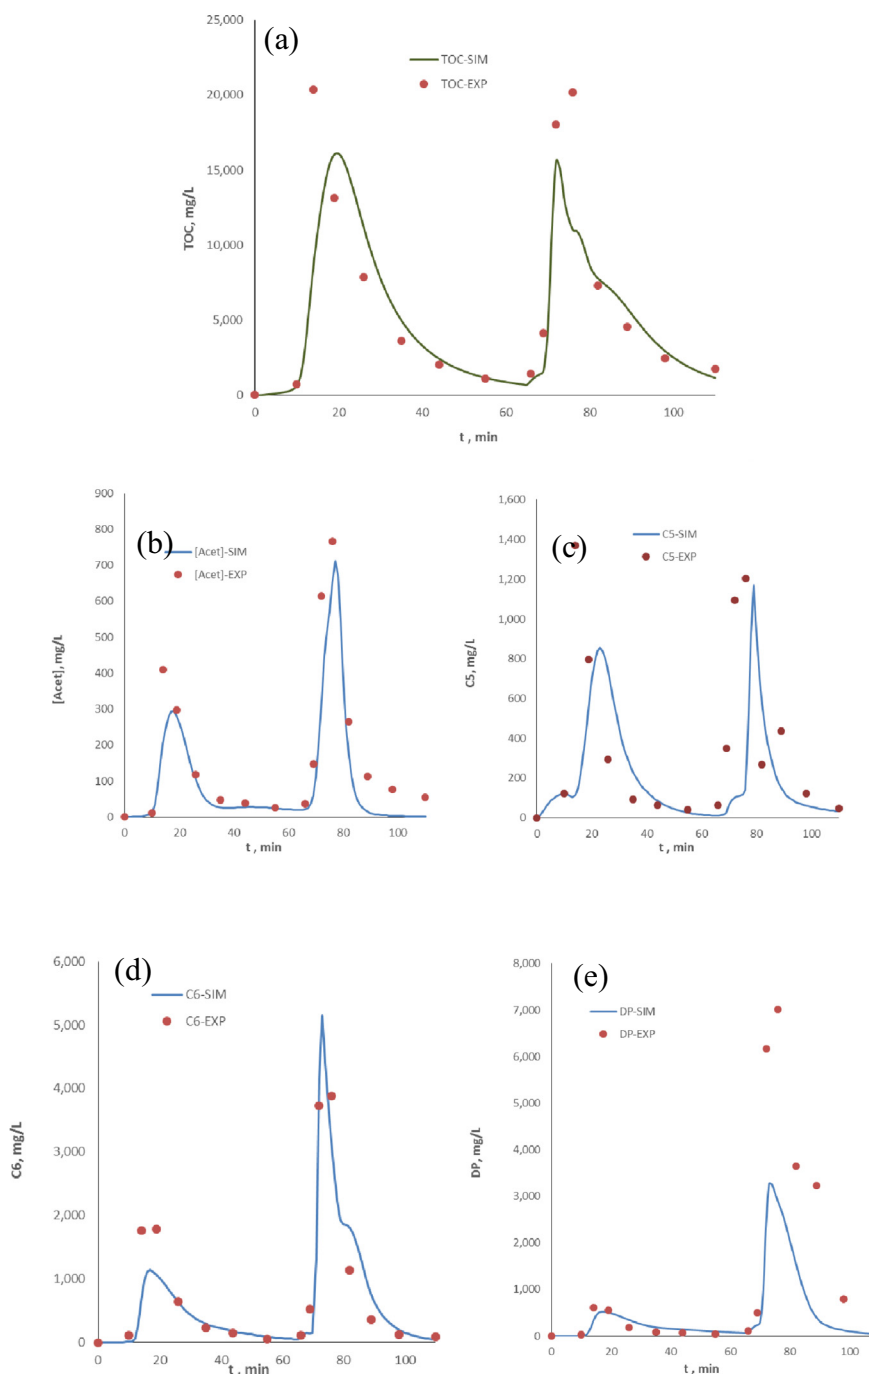 (a)
TOC-SIM
TOC-EXP
25,000
20,000
15,000
10,000
5,000
0
TOC, mg/L
0 20 40 60 80 100
t , min
(b)
[Acet]-SIM
[Acet]-EXP
900
800
700
600
500
400
300
200
100
0
[Acet], mg/L
0 20 40 60 80 100
t , min
(c)
C5-SIM
C5-EXP
1,600
1,400
1,200
1,000
800
600
400
200
0
C5, mg/L
0 20 40 60 80 100
t , min
(d)
C6-SIM
C6-EXP
6,000
5,000
4,000
3,000
2,000
1,000
0
C6, mg/L
0 20 40 60 80 100
t , min
(e)
DP-SIM
DP-EXP
8,000
7,000
6,000
5,000
4,000
3,000
2,000
1,000
0
DP, mg/L
0 20 40 60 80 100
t , min